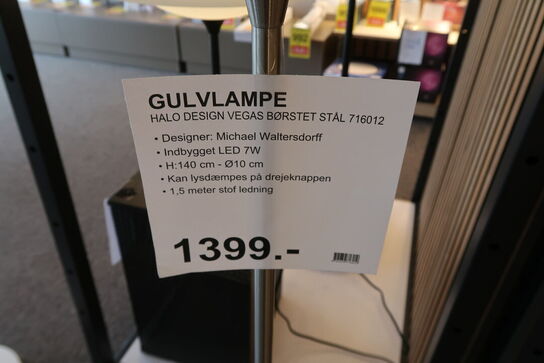 GULVLAMPE
HALO DESIGN VEGAS BØRSTET STÅL 716012
• Designer: Michael Waltersdorff
• Indbygget LED 7W
• H:140 cm - Ø10 cm
• Kan lysdæmpes på drejeknappen
• 1,5 meter stof ledning
1399.-